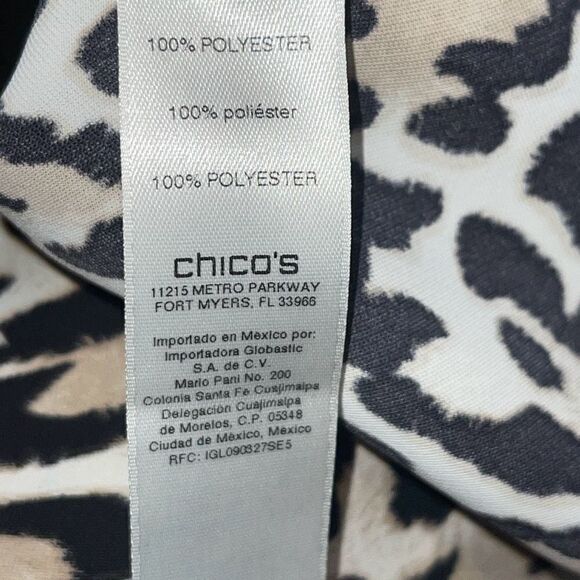 100% POLYESTER
100% poliéster
100% POLYESTER
chico's
11215 METRO PARKWAY
FORT MYERS, FL 33966
Importado en México por:
Importadora Globastic
S.A. de C.V.
Mario Pani No. 200
Colonia Santa Fe Cuajimalpa
Delegación Cuajimalpa
de Morelos, C.P. 05348
Ciudad de México, México
RFC: IGL090327SE5